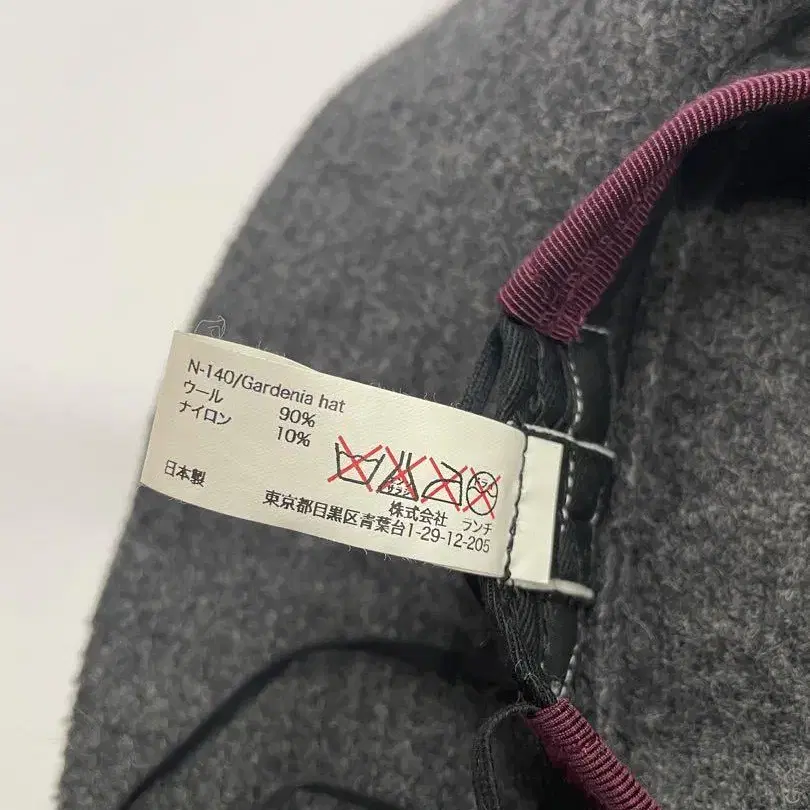 N-140/Gardenia hat
ウール 90%
ナイロン 10%
日本製
株式会社 ランチ
東京都目黒区青葉台1-29-12-205